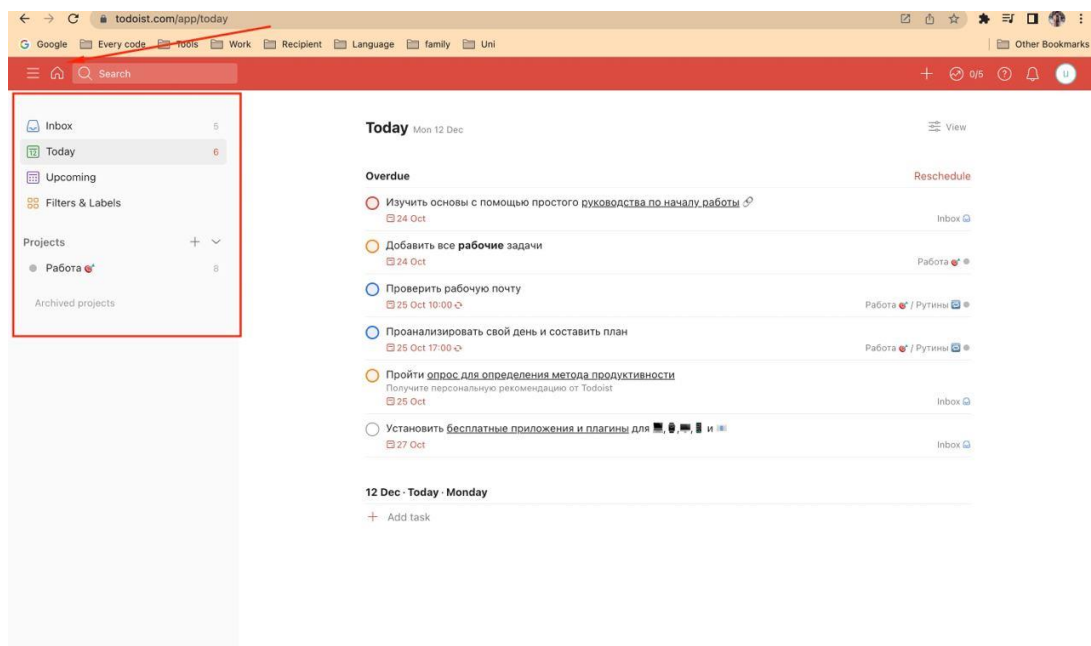 todoist.com/app/today
Google Every code Tools Work Recipient Language family Uni Other Bookmarks
Search 0/5 U
Inbox 5
Today 6
Upcoming
Filters & Labels
Projects
Работа 8
Archived projects
Today Mon 12 Dec View
Overdue Reschedule
Изучить основы с помощью простого руководства по началу работы
24 Oct Inbox
Добавить все рабочие задачи
24 Oct Работа
Проверить рабочую почту
25 Oct 10:00 Работа / Рутины
Проанализировать свой день и составить план
25 Oct 17:00 Работа / Рутины
Пройти опрос для определения метода продуктивности
Получите персональную рекомендацию от Todoist
25 Oct Inbox
Установить бесплатные приложения и плагины для , , , и
27 Oct Inbox
12 Dec · Today · Monday
Add task